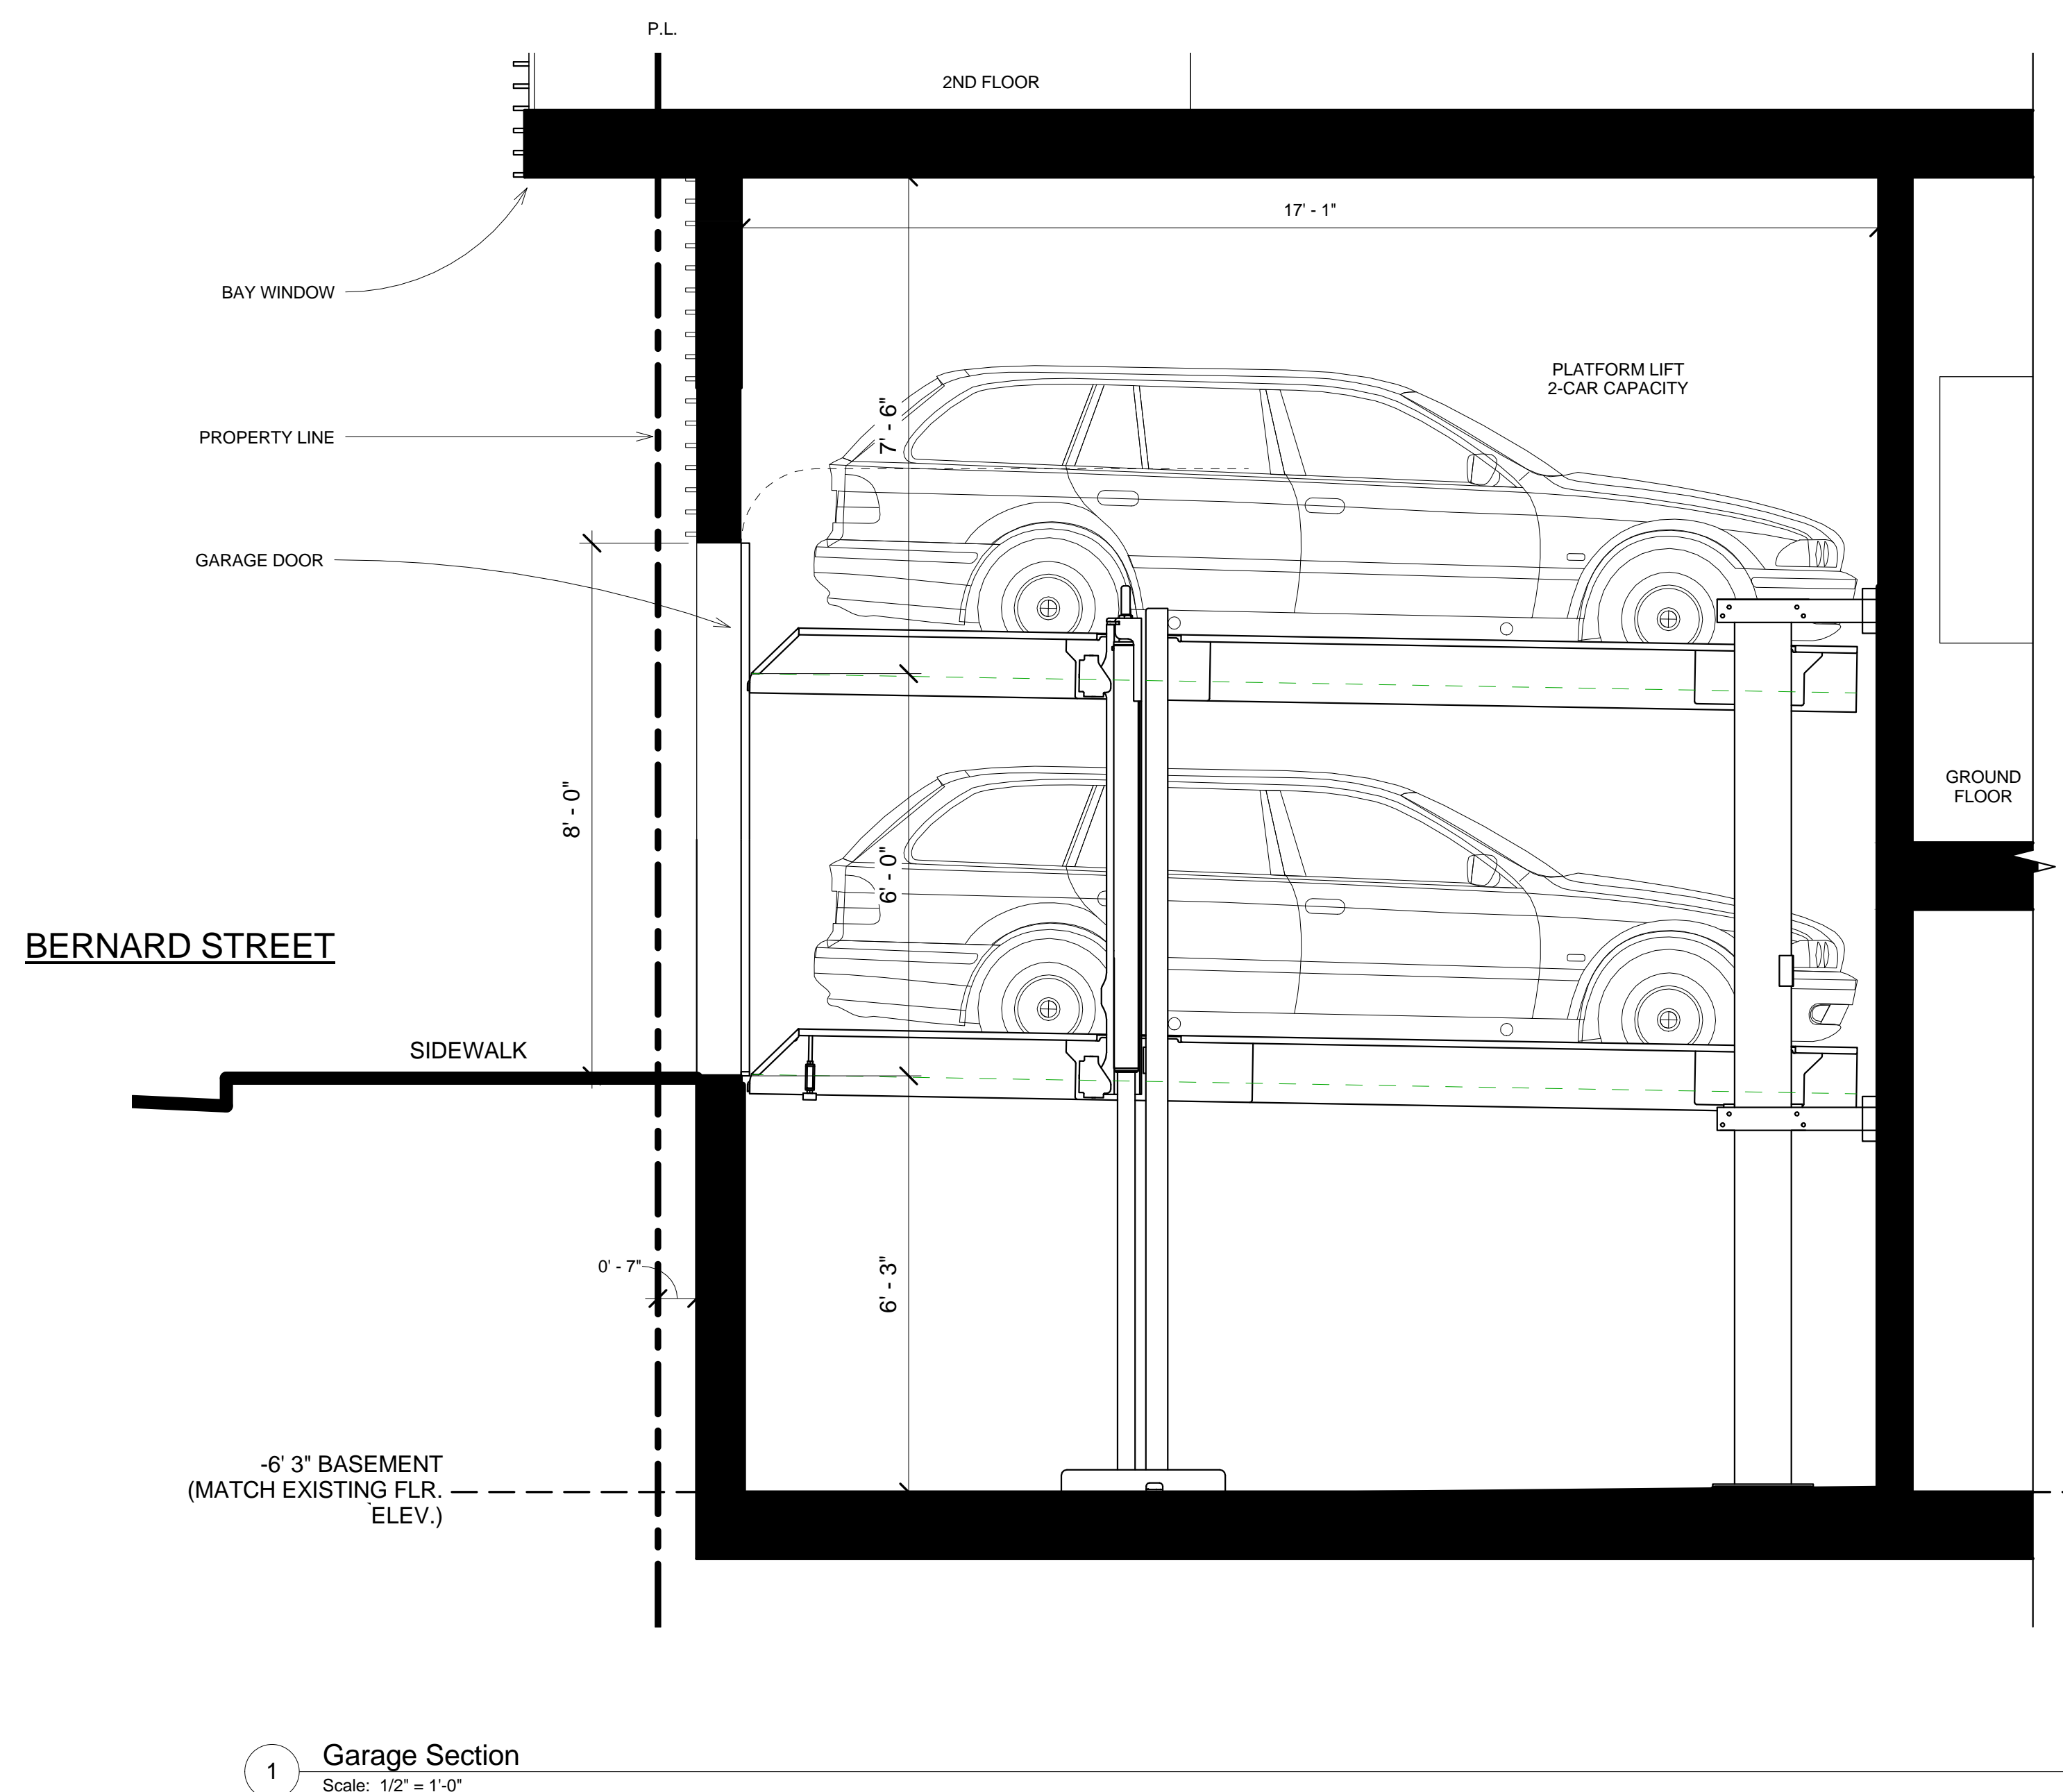 P.L.
2ND FLOOR
17' - 1"
BAY WINDOW
PLATFORM LIFT
2-CAR CAPACITY
7' - 6"
PROPERTY LINE
GARAGE DOOR
8' - 0"
GROUND
FLOOR
6' - 0"
BERNARD STREET
SIDEWALK
0' - 7"
6' - 3"
-6' 3" BASEMENT
(MATCH EXISTING FLR.
ELEV.)
1
Garage Section
Scale: 1/2" = 1'-0"